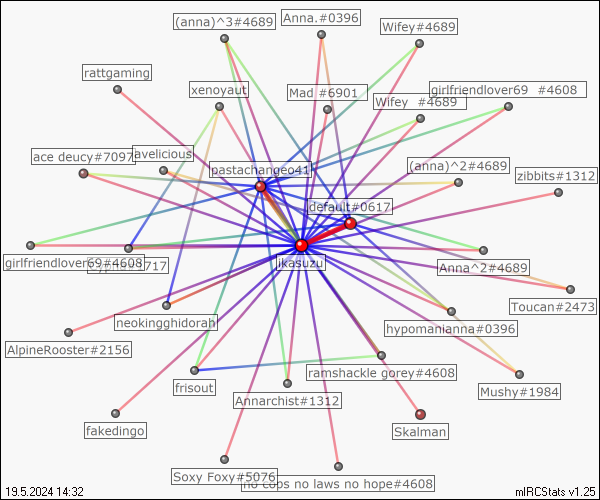 (anna)^3#4689
Anna.#0396
Wifey#4689
rattgaming
xenoyaut
Mad #6901
girlfriendlover69 #4608
Wifey #4689
ace deucy#7097
lavelicious
pastachangeo41
(anna)^2#4689
zibbits#1312
default#0617
girlfriendlover69#4608
#1717
ikasuzu
Anna^2#4689
Toucan#2473
neokingghidorah
hypomanianna#0396
AlpineRooster#2156
frisout
ramshackle gorey#4608
Annarchist#1312
Mushy#1984
fakedingo
Skalman
Soxy Foxy#5076
no cops no laws no hope#4608
19.5.2024 14:32
mIRCStats v1.25